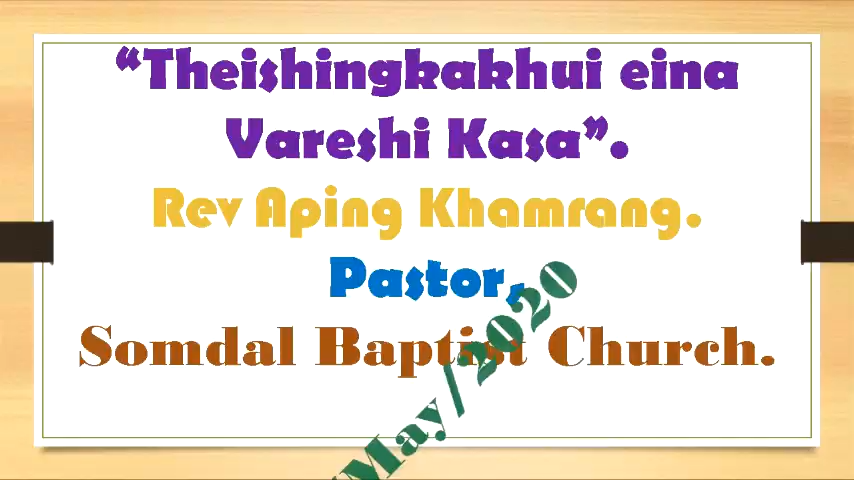 “Theishingkakhui eina
Vareshi Kasa”.
Rev Aping Khamrang.
Pastor,
Somdal Baptist Church.
/May/2020